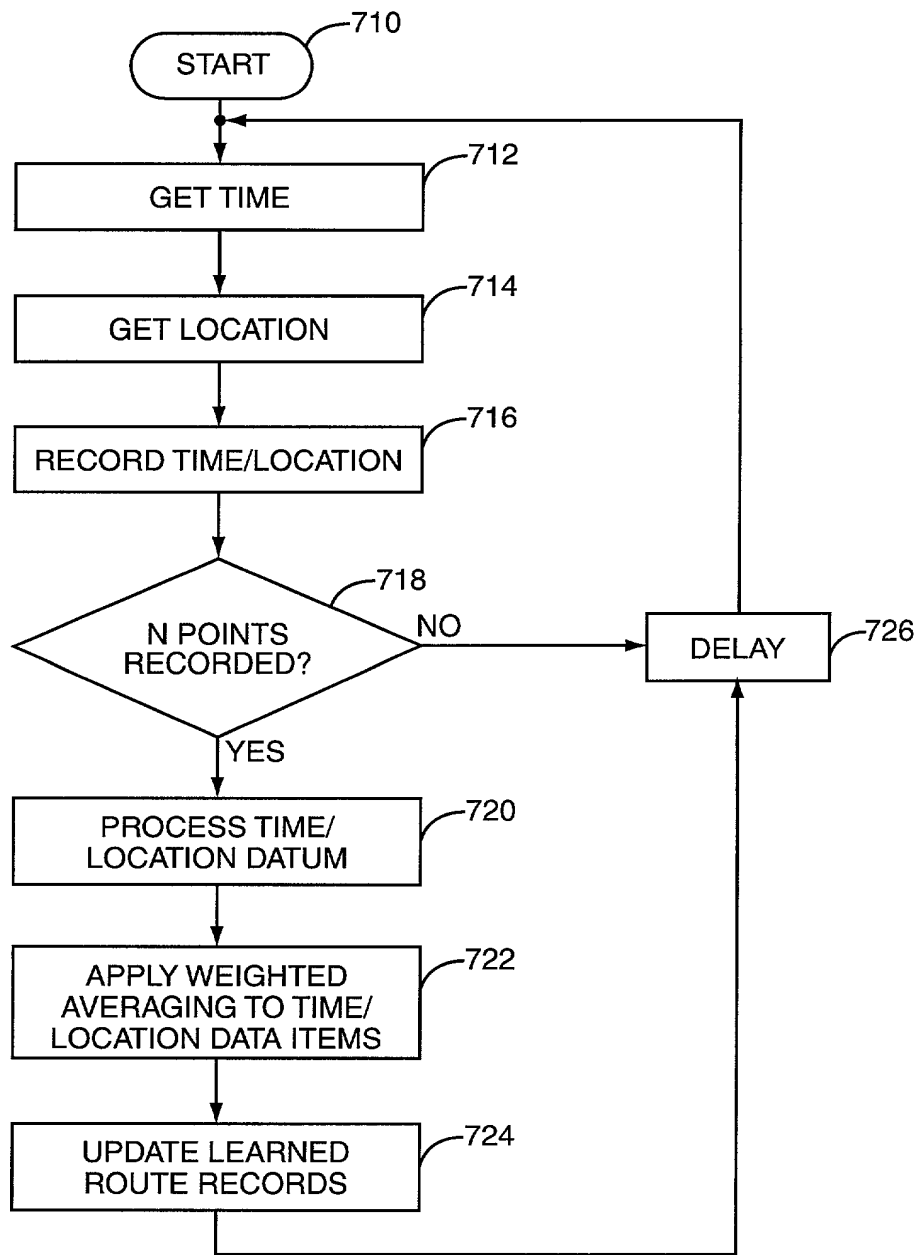 710
START
712
GET TIME
714
GET LOCATION
716
RECORD TIME/LOCATION
718
N POINTS
RECORDED?
NO
DELAY
726
YES
720
PROCESS TIME/
LOCATION DATUM
722
APPLY WEIGHTED
AVERAGING TO TIME/
LOCATION DATA ITEMS
724
UPDATE LEARNED
ROUTE RECORDS